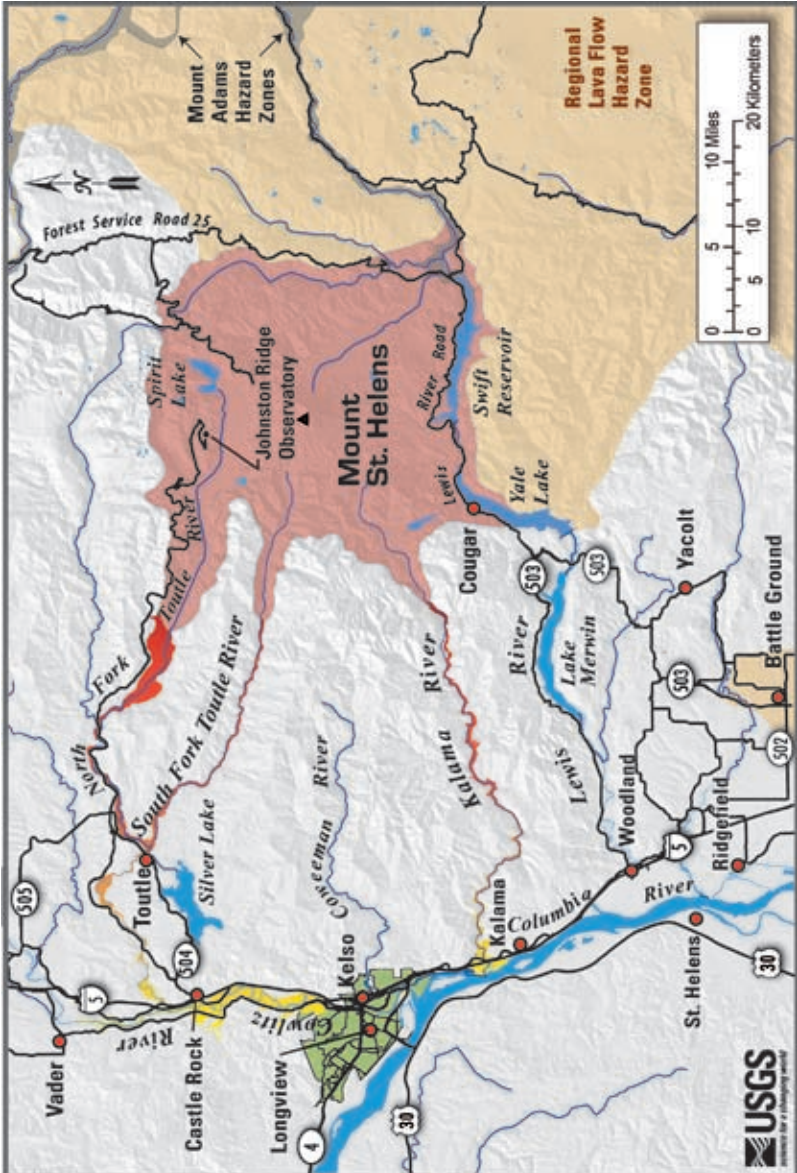 Vader
River
5
505
504
Castle Rock
Toutle
Silver Lake
North
Fork
Toutle
River
South Fork Toutle River
Spirit
Lake
Johnston Ridge
Observatory
Forest Service Road 25
N
Mount
Adams
Hazard
Zones
Longview
Cowlitz
Kelso
Coweeman
River
4
30
Mount
St. Helens
Kalama
River
Kalama
Columbia
River
Cougar
Lewis
River Road
Swift
Reservoir
Yale
Lake
503
503
Lewis
River
Lake
Merwin
Woodland
5
Yacolt
St. Helens
30
Ridgefield
502
503
Battle Ground
Regional
Lava Flow
Hazard
Zone
0 5 10 Miles
0 5 10 20 Kilometers
USGS
science for a changing world